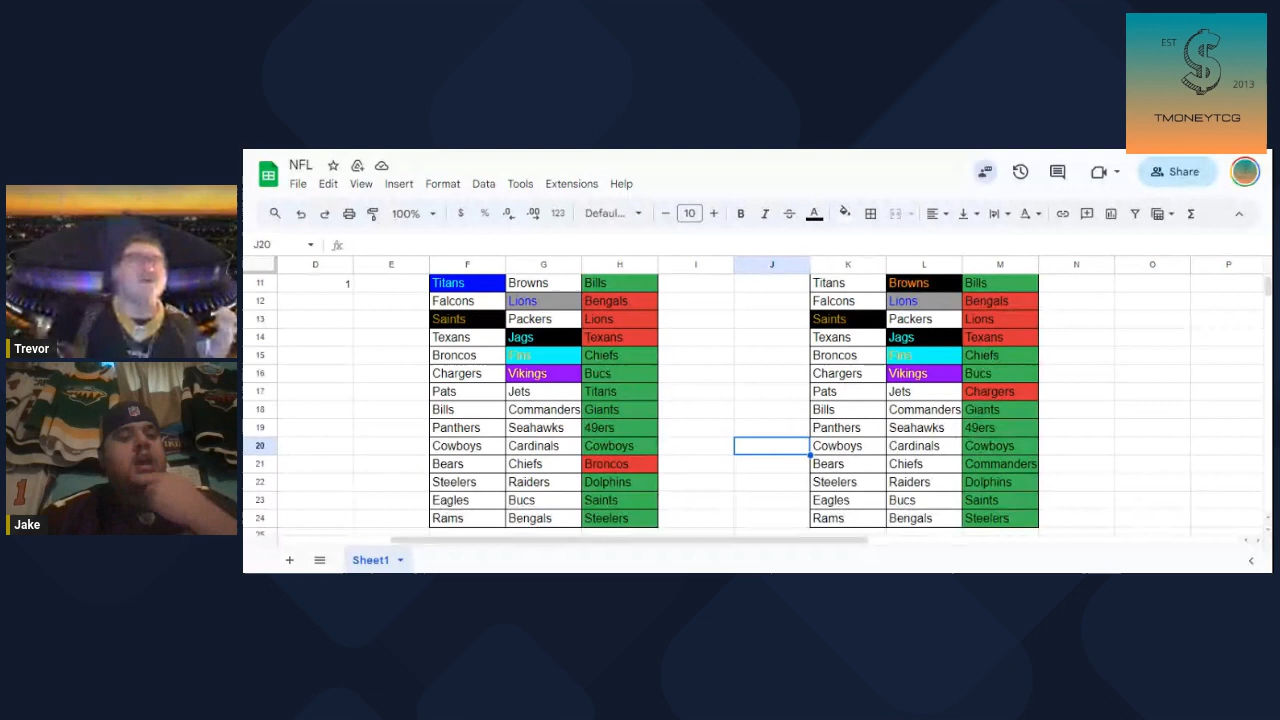 EST
2013
TMONEYTCG
NFL
File Edit View Insert Format Data Tools Extensions Help
Share
100% $ % .0 .00 123 Defaul... 10 B I A
J20 fx
D E F G H I J K L M N O P
11 1 Titans Browns Bills Titans Browns Bills
12 Falcons Lions Bengals Falcons Lions Bengals
13 Saints Packers Lions Saints Packers Lions
14 Texans Jags Texans Texans Jags Texans
15 Broncos Fins Chiefs Broncos Fins Chiefs
16 Chargers Vikings Bucs Chargers Vikings Bucs
17 Pats Jets Titans Pats Jets Chargers
18 Bills Commanders Giants Bills Commanders Giants
19 Panthers Seahawks 49ers Panthers Seahawks 49ers
20 Cowboys Cardinals Cowboys Cowboys Cardinals Cowboys
21 Bears Chiefs Broncos Bears Chiefs Commanders
22 Steelers Raiders Dolphins Steelers Raiders Dolphins
23 Eagles Bucs Saints Eagles Bucs Saints
24 Rams Bengals Steelers Rams Bengals Steelers
Sheet1
Trevor
Jake